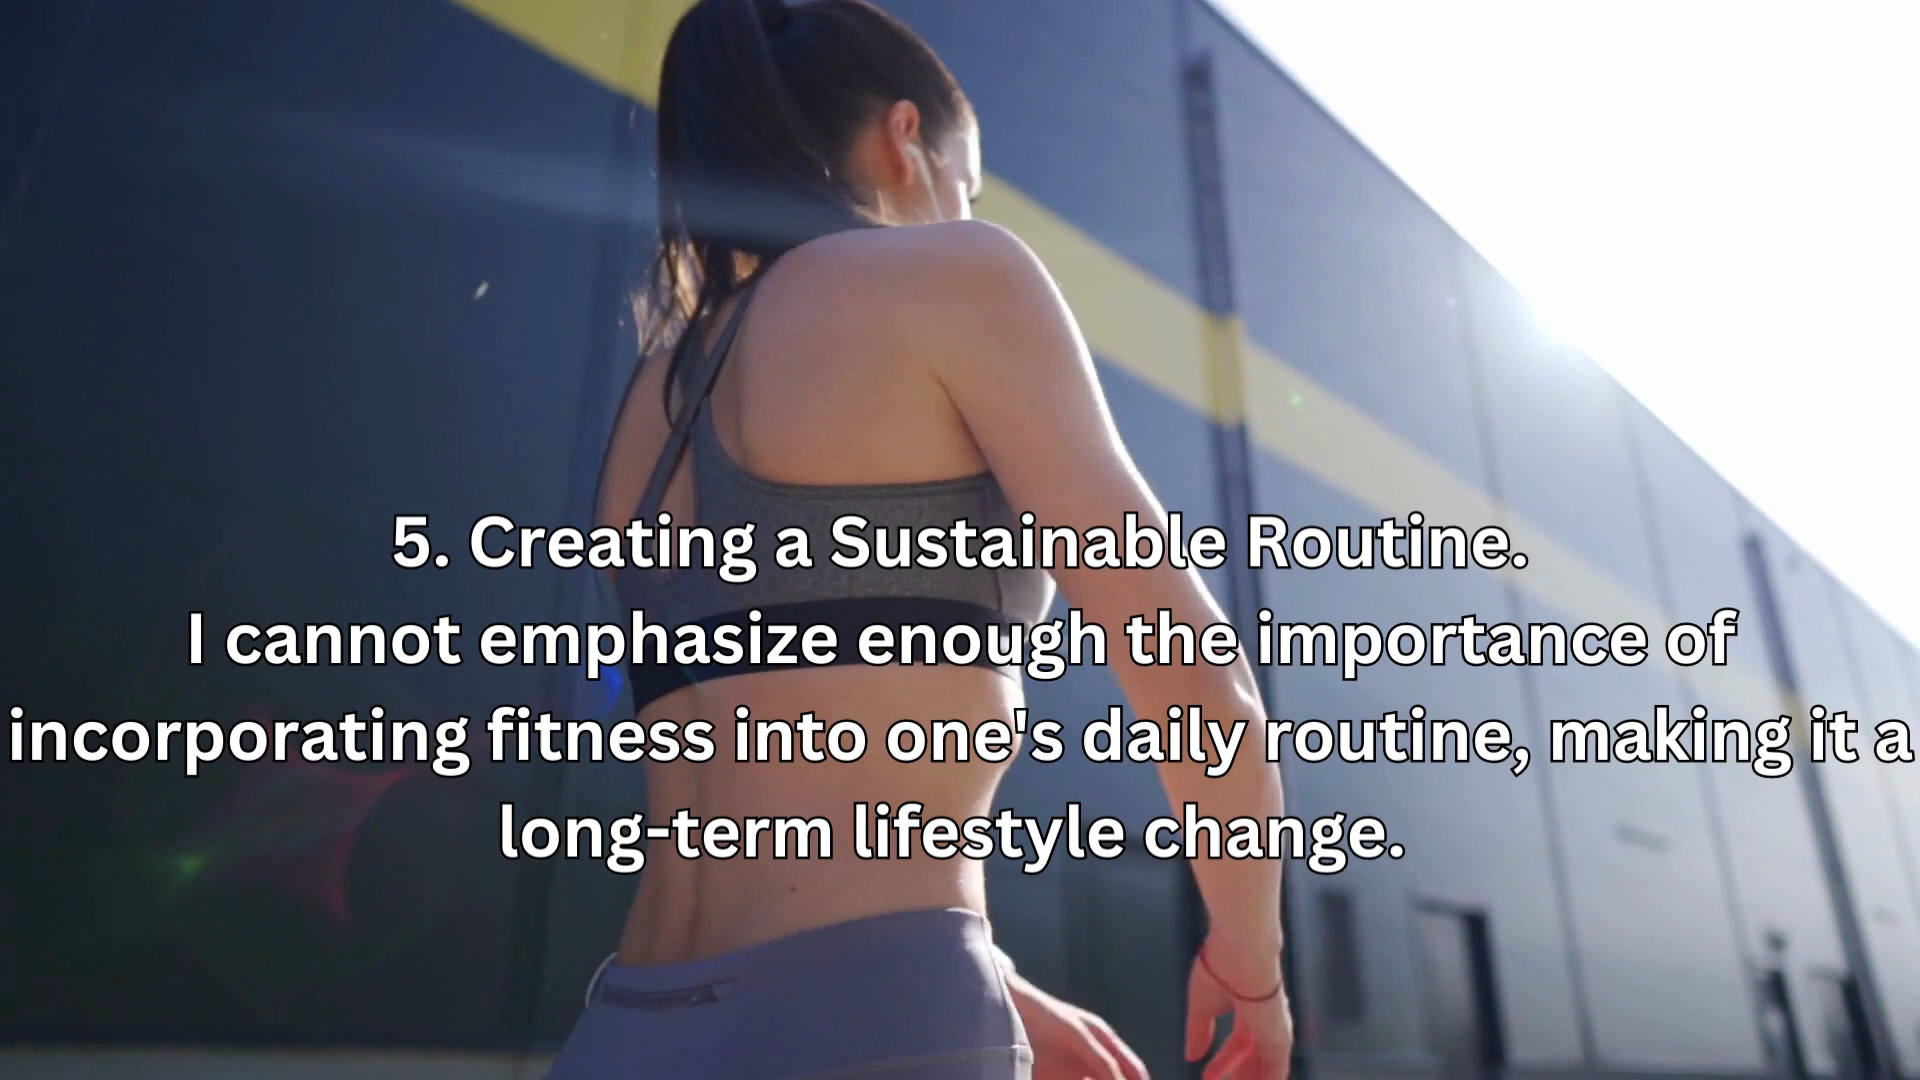 5. Creating a Sustainable Routine.
I cannot emphasize enough the importance of
incorporating fitness into one's daily routine, making it a
long-term lifestyle change.